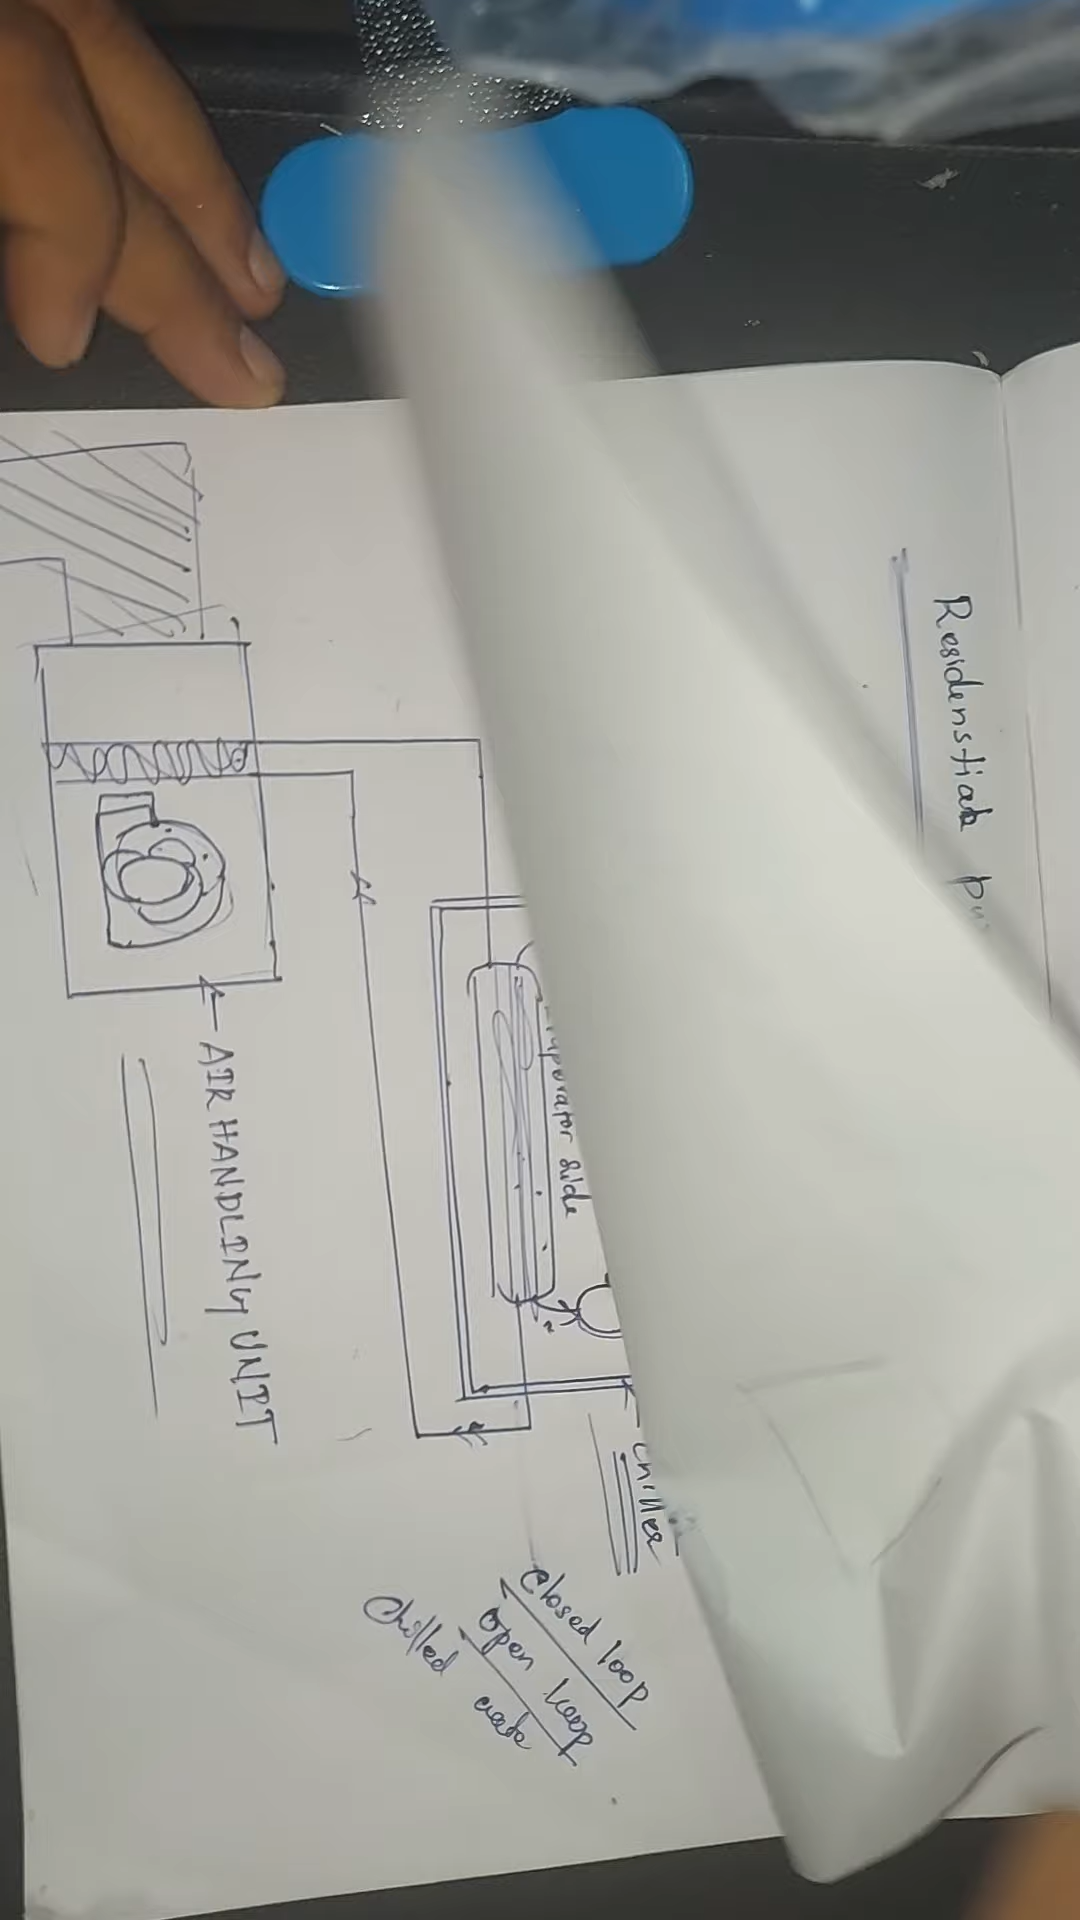 Residenstial
Evaporator side
chiller
AIR HANDLING UNIT
closed loop
open loop
chilled